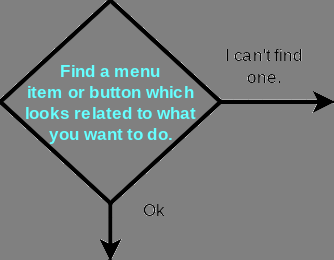 Find a menu
item or button which
looks related to what
you want to do.
I can't find
one.
Ok